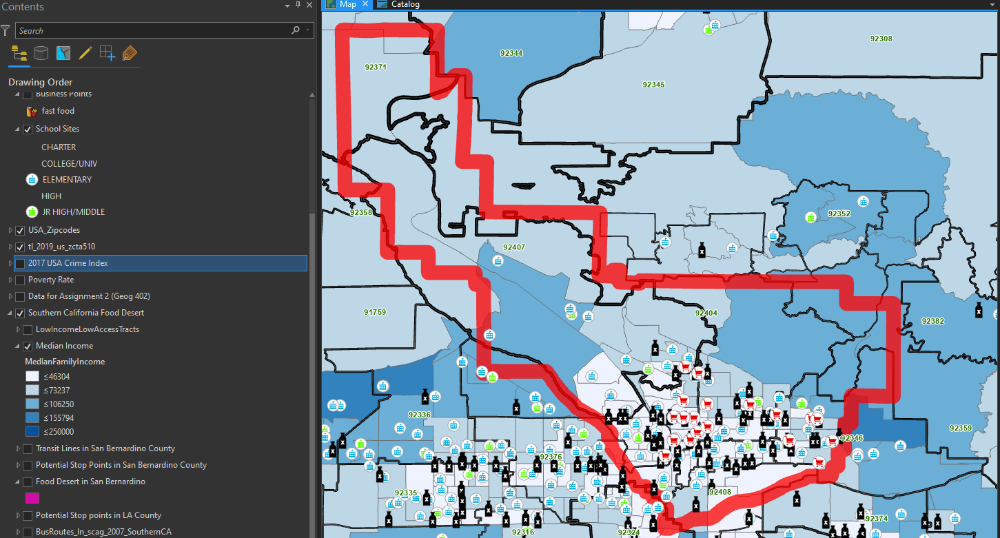 Contents
Map
Catalog
Search
Drawing Order
Business Points
fast food
School Sites
CHARTER
COLLEGE/UNIV
ELEMENTARY
HIGH
JR HIGH/MIDDLE
USA_Zipcodes
tl_2019_us_zcta510
2017 USA Crime Index
Poverty Rate
Data for Assignment 2 (Geog 402)
Southern California Food Desert
LowIncomeLowAccessTracts
Median Income
MedianFamilyIncome
≤46304
≤73237
≤106250
≤155794
≤250000
Transit Lines in San Bernardino County
Potential Stop Points in San Bernardino County
Food Desert in San Bernardino
Potential Stop points in LA County
BusRoutes_In_scag_2007_SouthernCA
92308
92344
92371
92345
92358
92352
92407
91759
92404
92382
92336
92359
92346
92376
92335
92408
92374
92316
92324